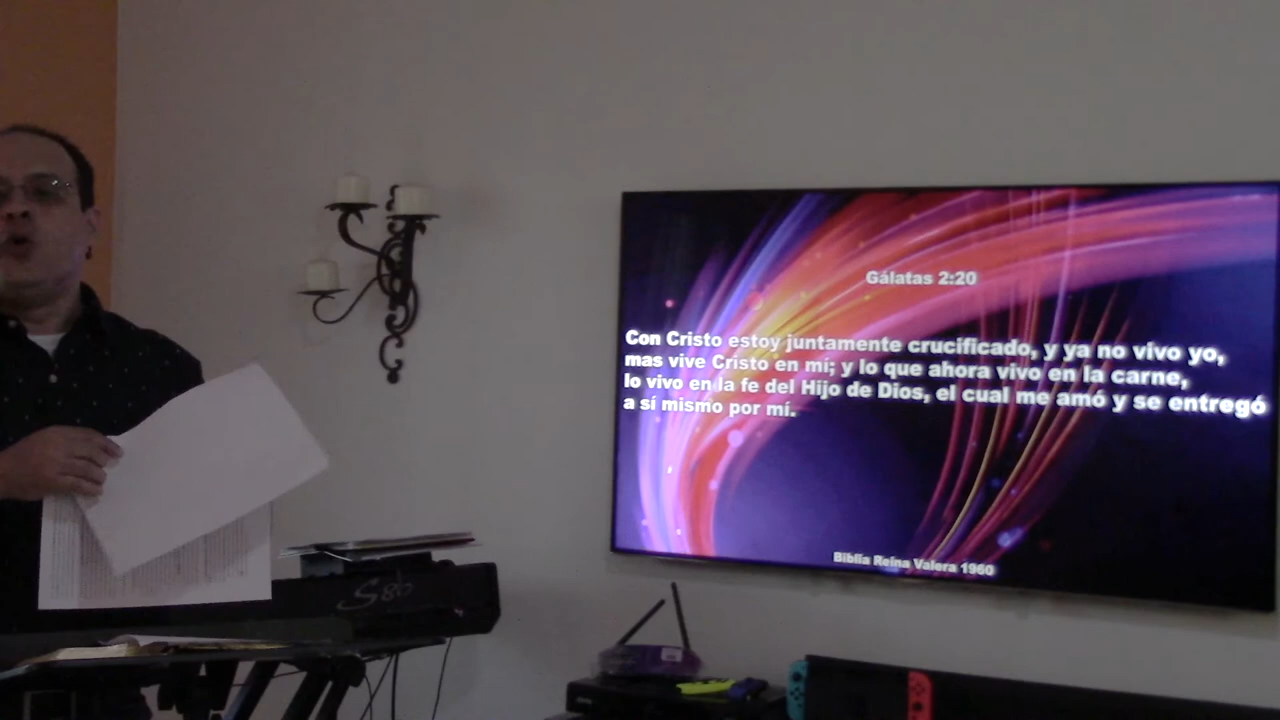 Gálatas 2:20
Con Cristo estoy juntamente crucificado, y ya no vivo yo,
mas vive Cristo en mí; y lo que ahora vivo en la carne,
lo vivo en la fe del Hijo de Dios, el cual me amó y se entregó
a sí mismo por mí.
Biblia Reina Valera 1960
S80